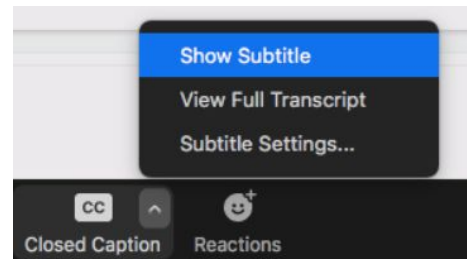 Show Subtitle
View Full Transcript
Subtitle Settings...
CC
Closed Caption
Reactions